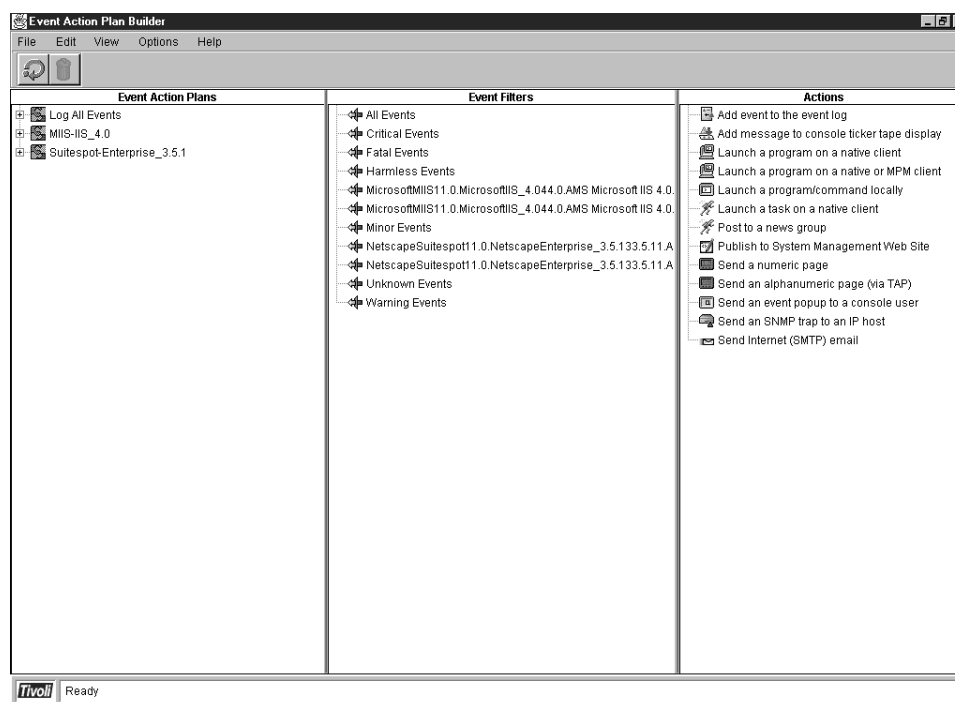 Event Action Plan Builder
File Edit View Options Help
Event Action Plans
Log All Events
MIIS-IIS_4.0
Suitespot-Enterprise_3.5.1
Event Filters
All Events
Critical Events
Fatal Events
Harmless Events
MicrosoftMIIS11.0.MicrosoftIIS_4.044.0.AMS Microsoft IIS 4.0.
MicrosoftMIIS11.0.MicrosoftIIS_4.044.0.AMS Microsoft IIS 4.0.
Minor Events
NetscapeSuitespot11.0.NetscapeEnterprise_3.5.133.5.11.A
NetscapeSuitespot11.0.NetscapeEnterprise_3.5.133.5.11.A
Unknown Events
Warning Events
Actions
Add event to the event log
Add message to console ticker tape display
Launch a program on a native client
Launch a program on a native or MPM client
Launch a program/command locally
Launch a task on a native client
Post to a news group
Publish to System Management Web Site
Send a numeric page
Send an alphanumeric page (via TAP)
Send an event popup to a console user
Send an SNMP trap to an IP host
Send Internet (SMTP) email
Tivoli Ready